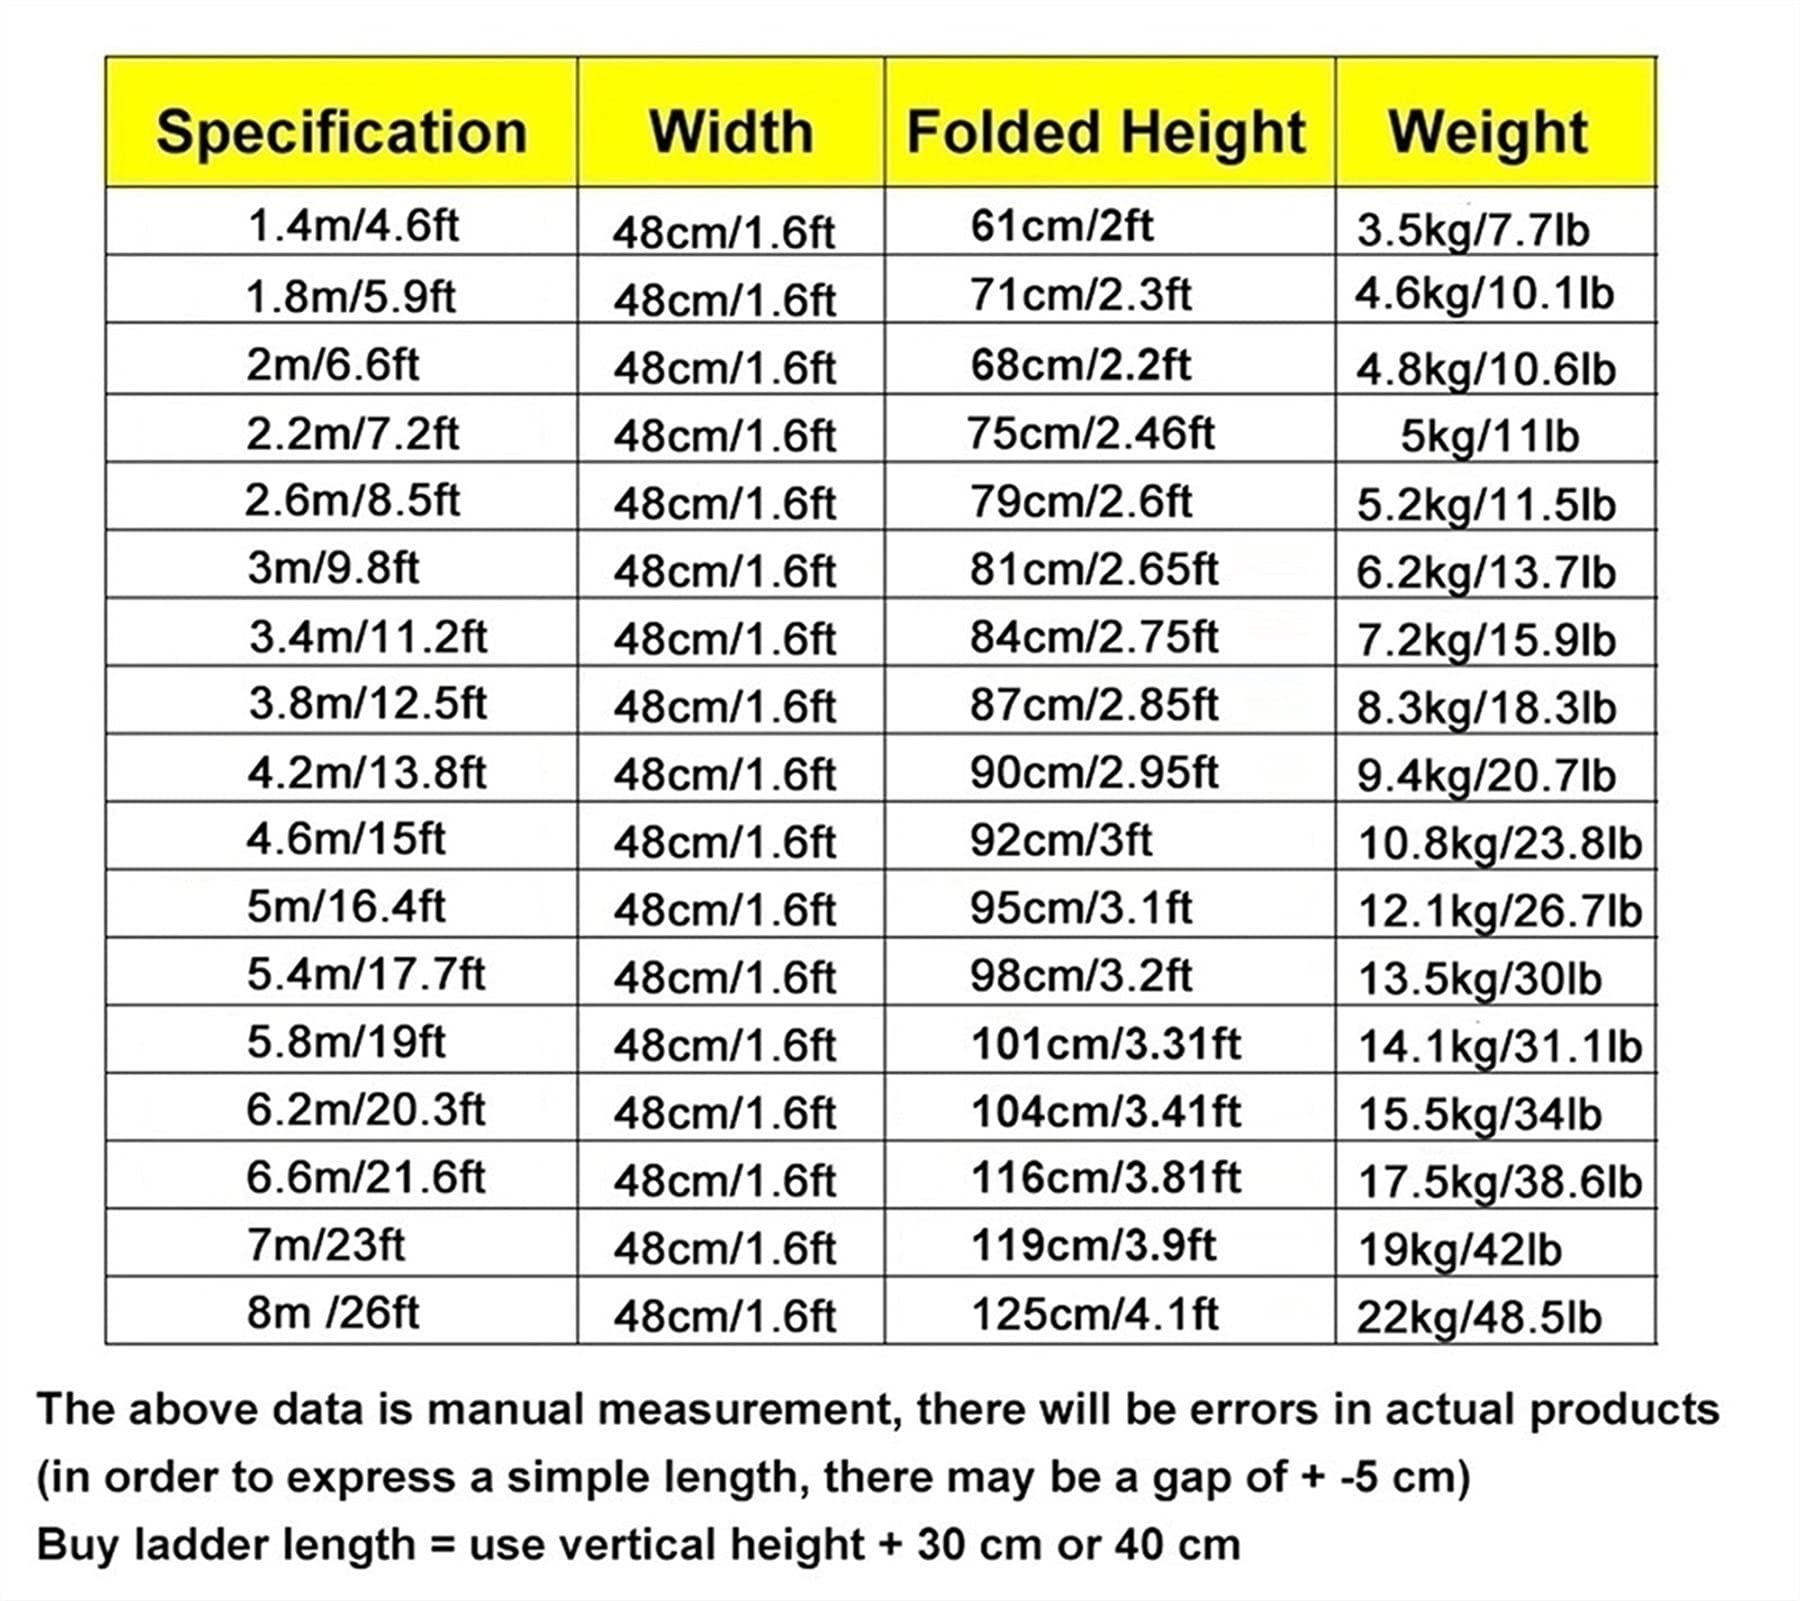 Specification Width Folded Height Weight
1.4m/4.6ft 48cm/1.6ft 61cm/2ft 3.5kg/7.7lb
1.8m/5.9ft 48cm/1.6ft 71cm/2.3ft 4.6kg/10.1lb
2m/6.6ft 48cm/1.6ft 68cm/2.2ft 4.8kg/10.6lb
2.2m/7.2ft 48cm/1.6ft 75cm/2.46ft 5kg/11lb
2.6m/8.5ft 48cm/1.6ft 79cm/2.6ft 5.2kg/11.5lb
3m/9.8ft 48cm/1.6ft 81cm/2.65ft 6.2kg/13.7lb
3.4m/11.2ft 48cm/1.6ft 84cm/2.75ft 7.2kg/15.9lb
3.8m/12.5ft 48cm/1.6ft 87cm/2.85ft 8.3kg/18.3lb
4.2m/13.8ft 48cm/1.6ft 90cm/2.95ft 9.4kg/20.7lb
4.6m/15ft 48cm/1.6ft 92cm/3ft 10.8kg/23.8lb
5m/16.4ft 48cm/1.6ft 95cm/3.1ft 12.1kg/26.7lb
5.4m/17.7ft 48cm/1.6ft 98cm/3.2ft 13.5kg/30lb
5.8m/19ft 48cm/1.6ft 101cm/3.31ft 14.1kg/31.1lb
6.2m/20.3ft 48cm/1.6ft 104cm/3.41ft 15.5kg/34lb
6.6m/21.6ft 48cm/1.6ft 116cm/3.81ft 17.5kg/38.6lb
7m/23ft 48cm/1.6ft 119cm/3.9ft 19kg/42lb
8m /26ft 48cm/1.6ft 125cm/4.1ft 22kg/48.5lb
The above data is manual measurement, there will be errors in actual products
(in order to express a simple length, there may be a gap of + -5 cm)
Buy ladder length = use vertical height + 30 cm or 40 cm